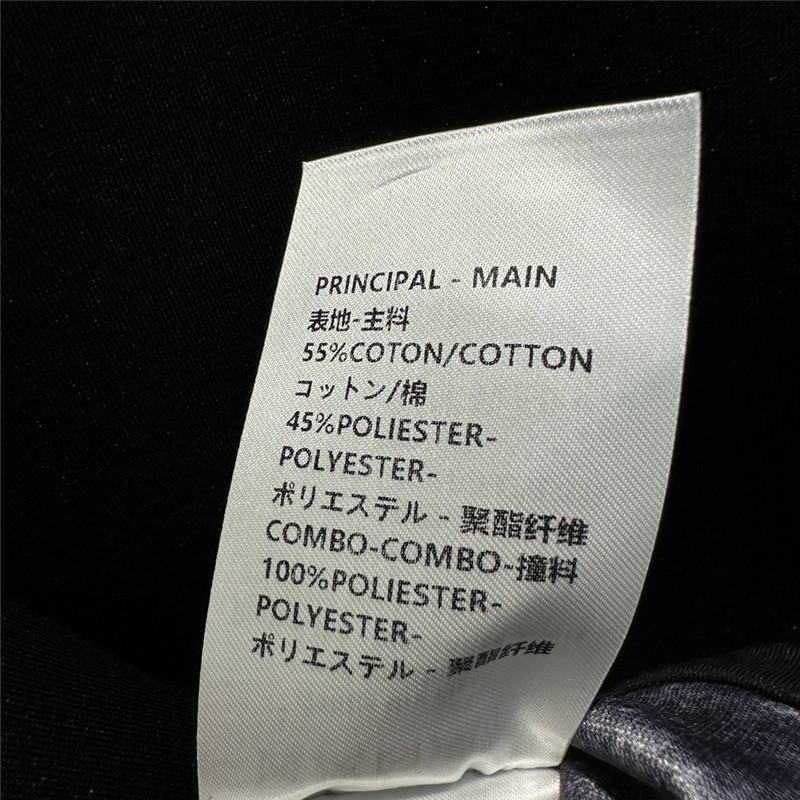 PRINCIPAL - MAIN
表地-主料
55%COTON/COTTON
コットン/棉
45%POLIESTER-
POLYESTER-
ポリエステル - 聚酯纤维
COMBO-COMBO-撞料
100%POLIESTER-
POLYESTER-
ポリエステル - 聚酯纤维